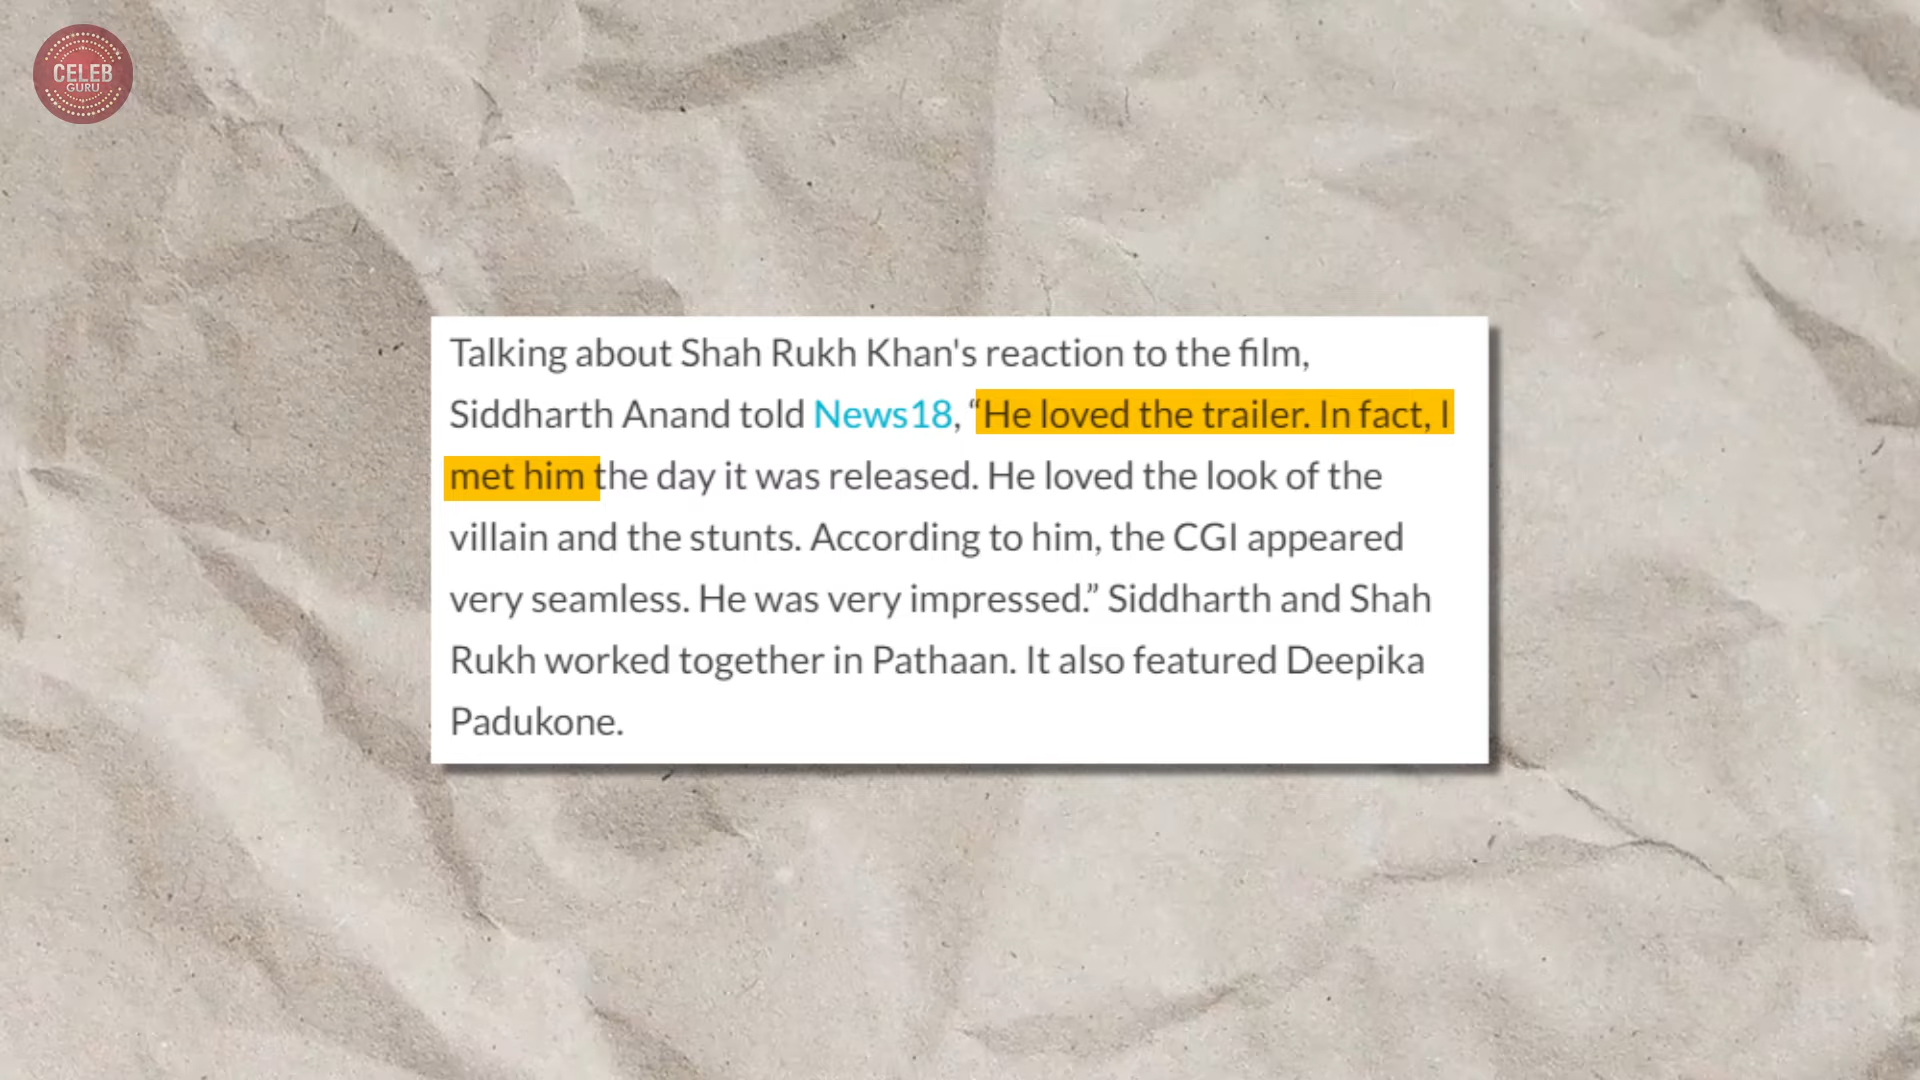 CELEB
GURU
Talking about Shah Rukh Khan's reaction to the film,
Siddharth Anand told News18, “He loved the trailer. In fact, I
met him the day it was released. He loved the look of the
villain and the stunts. According to him, the CGI appeared
very seamless. He was very impressed.” Siddharth and Shah
Rukh worked together in Pathaan. It also featured Deepika
Padukone.